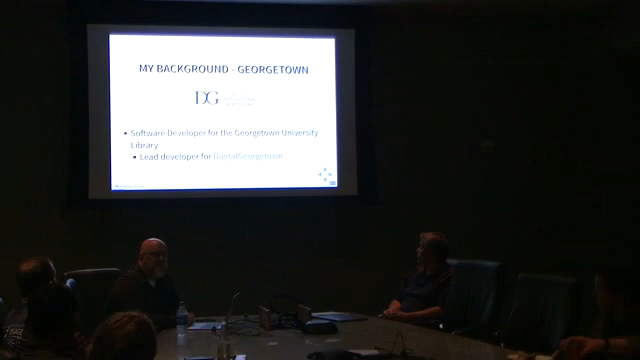 MY BACKGROUND - GEORGETOWN
DG
Software Developer for the Georgetown University
Library
Lead developer for DigitalGeorgetown